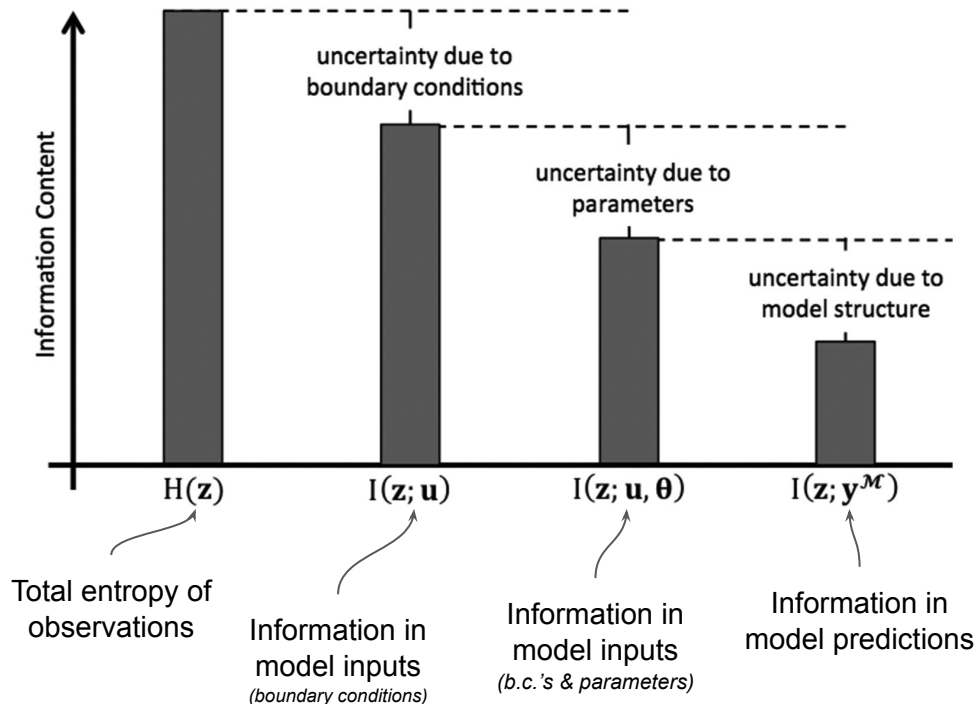 Information Content
uncertainty due to
boundary conditions
uncertainty due to
parameters
uncertainty due to
model structure
H(z)
I(z; u)
I(z; u, θ)
I(z; y^ℳ)
Total entropy of
observations
Information in
model inputs
(boundary conditions)
Information in
model inputs
(b.c.'s & parameters)
Information in
model predictions